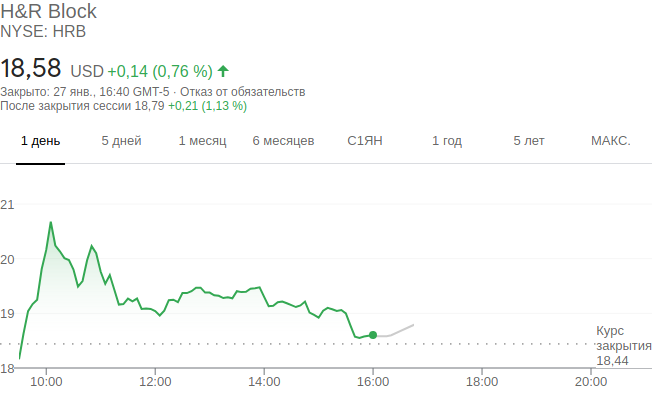 H&R Block
NYSE: HRB
18,58 USD +0,14 (0,76 %)
Закрыто: 27 янв., 16:40 GMT-5 · Отказ от обязательств
После закрытия сессии 18,79 +0,21 (1,13 %)
1 день 5 дней 1 месяц 6 месяцев С1ЯН 1 год 5 лет МАКС.
21
20
19
Курс
закрытия
18,44
18
10:00 12:00 14:00 16:00 18:00 20:00